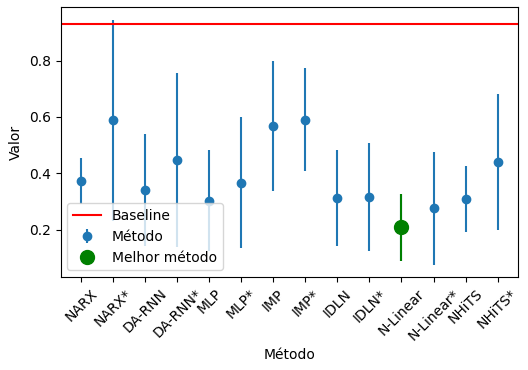 0.8
0.6
0.4
0.2
Valor
Baseline
Método
Melhor método
NARX
NARX*
DA-RNN
DA-RNN*
MLP
MLP*
IMP
IMP*
IDLN
IDLN*
N-Linear
N-Linear*
NHiTS
NHiTS*
Método